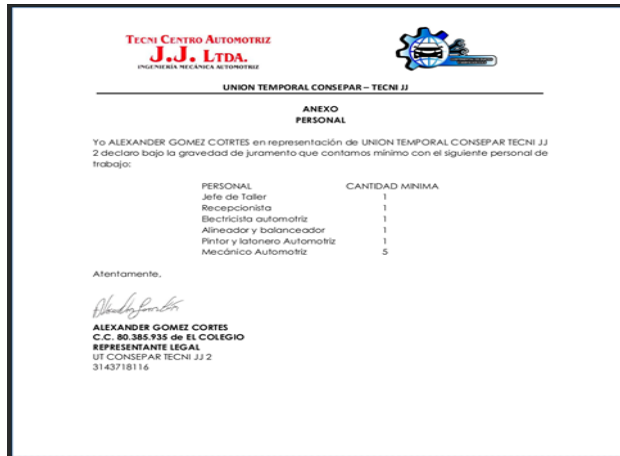 TECNI CENTRO AUTOMOTRIZ
J.J. LTDA.
INGENIERÍA MECÁNICA AUTOMOTRIZ
UNION TEMPORAL CONSEPAR – TECNI JJ
ANEXO
PERSONAL
Yo ALEXANDER GOMEZ COTRTES en representación de UNION TEMPORAL CONSEPAR TECNI JJ
2 declaro bajo la gravedad de juramento que contamos mínimo con el siguiente personal de
trabajo:
PERSONAL CANTIDAD MINIMA
Jefe de Taller 1
Recepcionista 1
Electricista automotriz 1
Alineador y balanceador 1
Pintor y latonero Automotriz 1
Mecánico Automotriz 5
Atentamente,
ALEXANDER GOMEZ CORTES
C.C. 80.385.935 de EL COLEGIO
REPRESENTANTE LEGAL
UT CONSEPAR TECNI JJ 2
3143718116